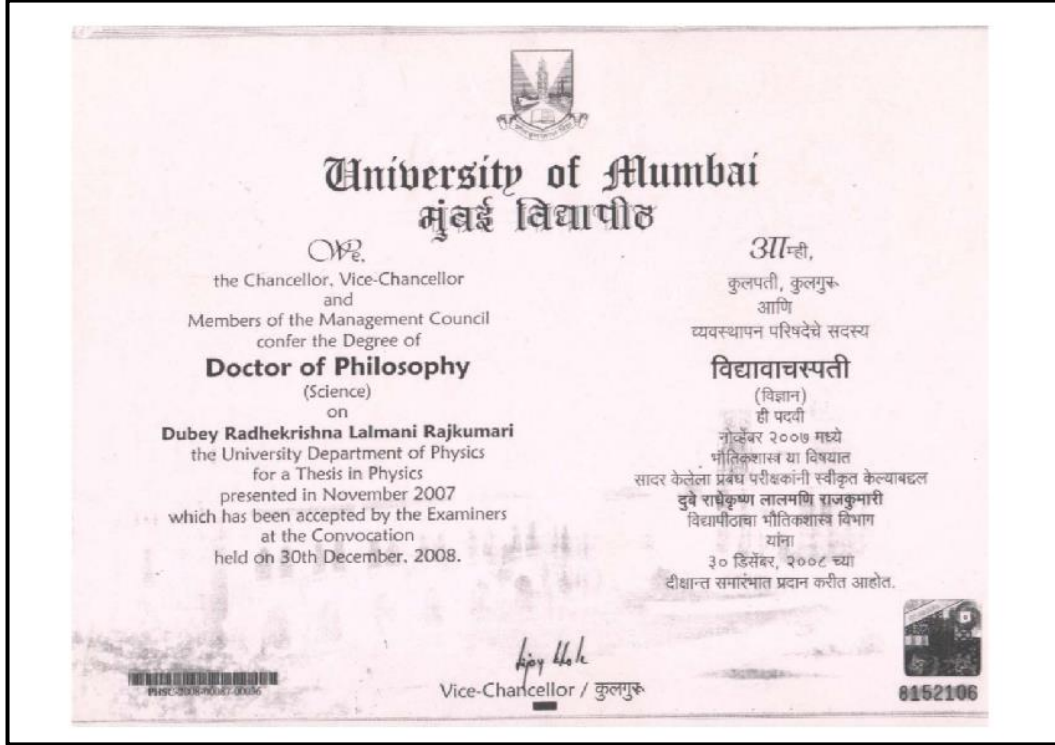 University of Mumbai
मुंबई विद्यापीठ
We,
the Chancellor, Vice-Chancellor
and
Members of the Management Council
confer the Degree of
Doctor of Philosophy
(Science)
on
Dubey Radhekrishna Lalmani Rajkumari
the University Department of Physics
for a Thesis in Physics
presented in November 2007
which has been accepted by the Examiners
at the Convocation
held on 30th December, 2008.
आम्ही,
कुलपती, कुलगुरू
आणि
व्यवस्थापन परिषदेचे सदस्य
विद्यावाचस्पती
(विज्ञान)
ही पदवी
नोव्हेंबर २००७ मध्ये
भौतिकशास्त्र या विषयात
सादर केलेला प्रबंध परीक्षकांनी स्वीकृत केल्याबद्दल
दुबे राधेकृष्ण लालमणि राजकुमारी
विद्यापीठाचा भौतिकशास्त्र विभाग
यांना
३० डिसेंबर, २००८ च्या
दीक्षान्त समारंभात प्रदान करीत आहोत.
Vice-Chancellor / कुलगुरू
8152106